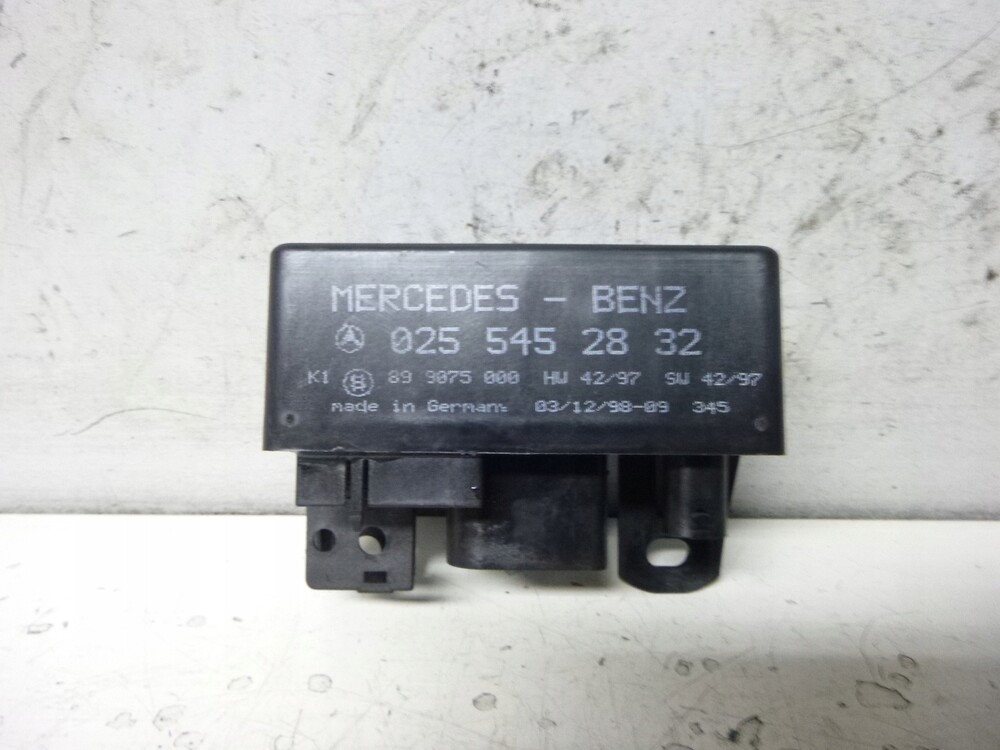 MERCEDES - BENZ
025 545 28 32
K1 89 9075 000 HW 42/97 SW 42/97
made in Germany 03/12/98-09 345